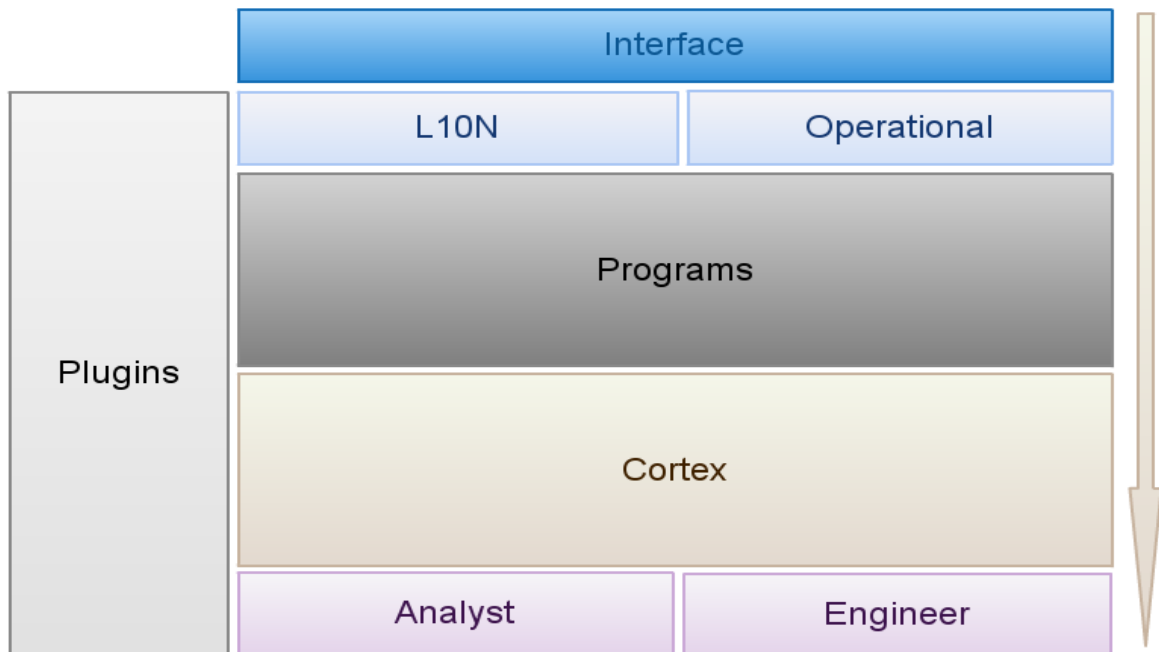 Interface
L10N
Operational
Programs
Plugins
Cortex
Analyst
Engineer